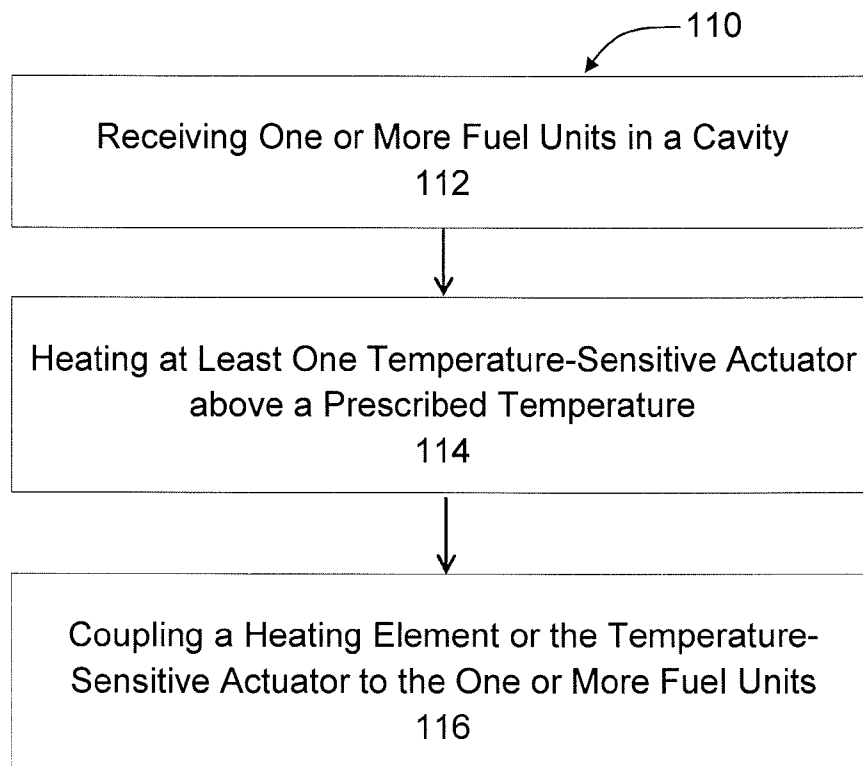 110
Receiving One or More Fuel Units in a Cavity
112
Heating at Least One Temperature-Sensitive Actuator
above a Prescribed Temperature
114
Coupling a Heating Element or the Temperature-
Sensitive Actuator to the One or More Fuel Units
116